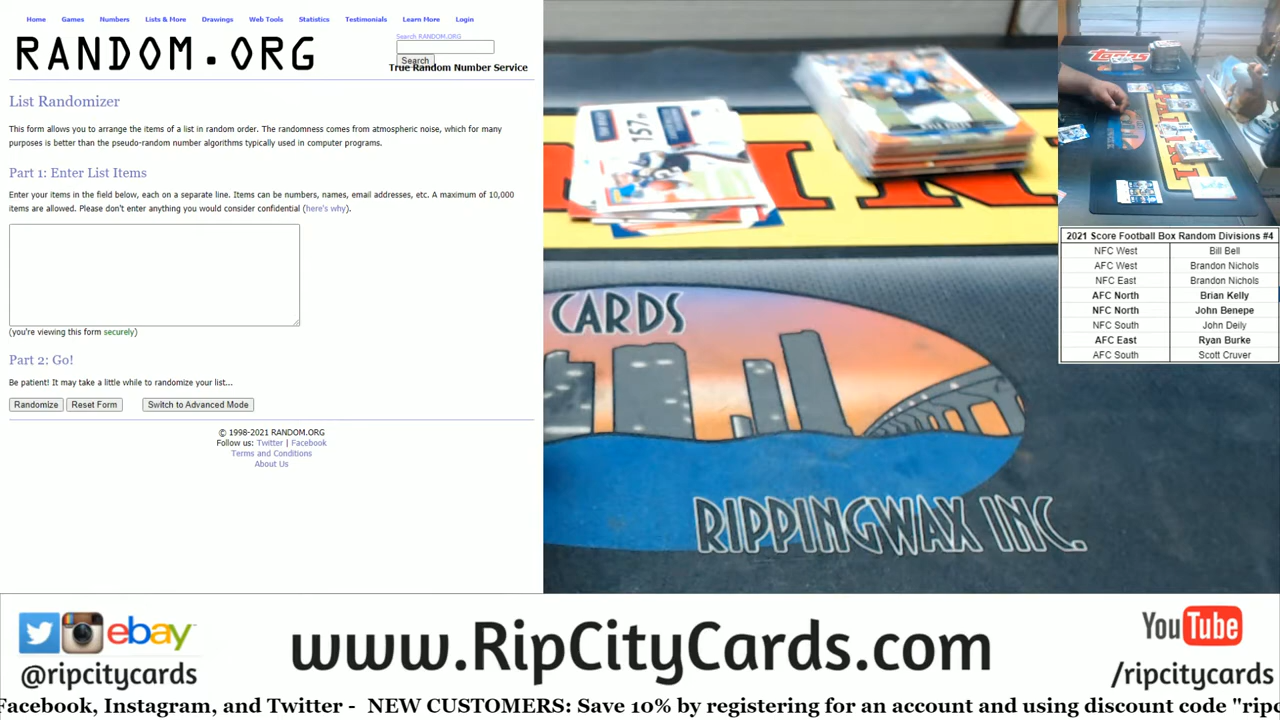 Home Games Numbers Lists & More Drawings Web Tools Statistics Testimonials Learn More Login
RANDOM.ORG
Search RANDOM.ORG
Search
True Random Number Service
List Randomizer
This form allows you to arrange the items of a list in random order. The randomness comes from atmospheric noise, which for many
purposes is better than the pseudo-random number algorithms typically used in computer programs.
Part 1: Enter List Items
Enter your items in the field below, each on a separate line. Items can be numbers, names, email addresses, etc. A maximum of 10,000
items are allowed. Please don't enter anything you would consider confidential (here's why).
(you're viewing this form securely)
Part 2: Go!
Be patient! It may take a little while to randomize your list...
Randomize Reset Form Switch to Advanced Mode
© 1998-2021 RANDOM.ORG
Follow us: Twitter | Facebook
Terms and Conditions
About Us
CARDS
RIPPINGWAX INC.
Topps
2021 Score Football Box Random Divisions #4
NFC West Bill Bell
AFC West Brandon Nichols
NFC East Brandon Nichols
AFC North Brian Kelly
NFC North John Benepe
NFC South John Deily
AFC East Ryan Burke
AFC South Scott Cruver
ebay
@ripcitycards
www.RipCityCards.com
YouTube
/ripcitycards
Facebook, Instagram, and Twitter - NEW CUSTOMERS: Save 10% by registering for an account and using discount code "ripc